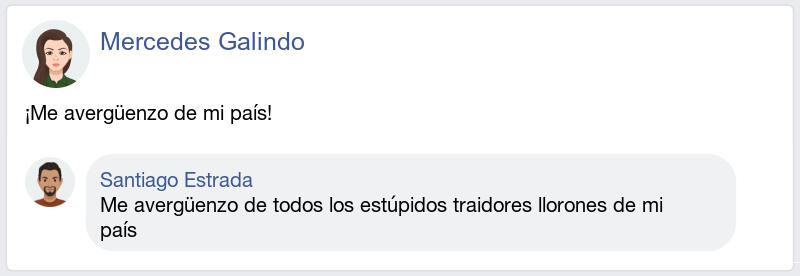 Mercedes Galindo
¡Me avergüenzo de mi país!
Santiago Estrada
Me avergüenzo de todos los estúpidos traidores llorones de mi
país